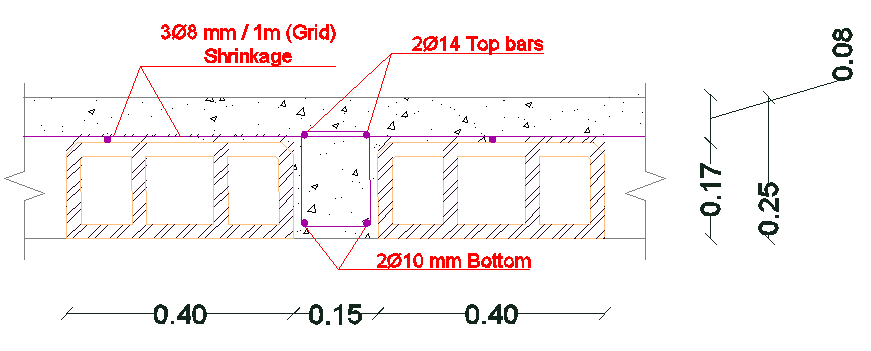 3Ø8 mm / 1m (Grid)
Shrinkage
2Ø14 Top bars
0.08
0.17
0.25
2Ø10 mm Bottom
0.40
0.15
0.40